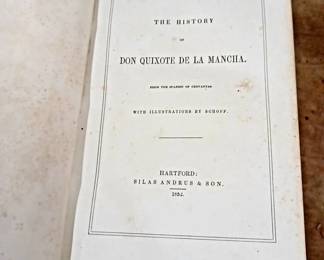 THE HISTORY
OF
DON QUIXOTE DE LA MANCHA.
FROM THE SPANISH OF CERVANTES
WITH ILLUSTRATIONS BY SCHOFF.
HARTFORD:
SILAS ANDRUS & SON.